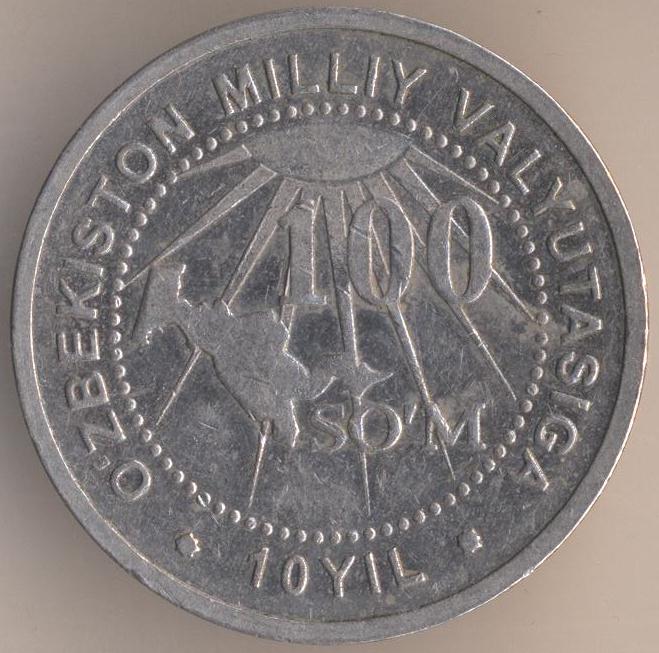 O'ZBEKISTON MILLIY VALYUTASIGA
100
SO'M
10 YIL